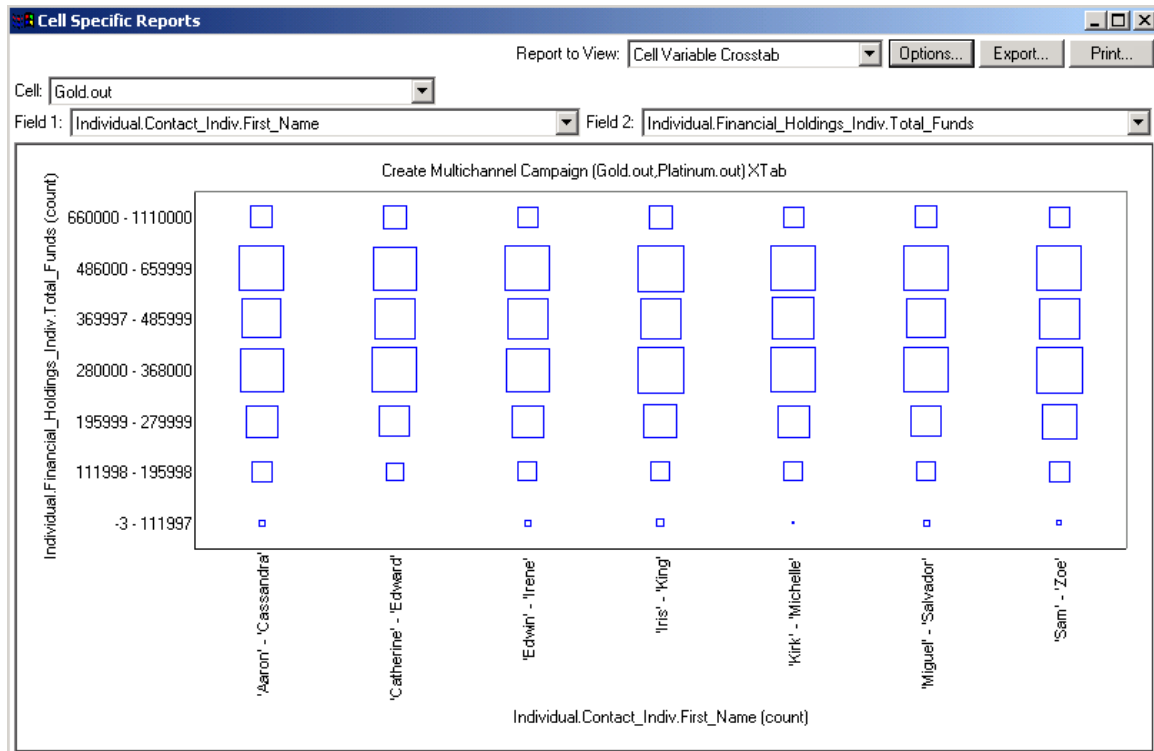 Cell Specific Reports
Report to View: Cell Variable Crosstab Options... Export... Print...
Cell: Gold.out
Field 1: Individual.Contact_Indiv.First_Name Field 2: Individual.Financial_Holdings_Indiv.Total_Funds
Create Multichannel Campaign (Gold.out,Platinum.out) XTab
Individual.Financial_Holdings_Indiv.Total_Funds (count)
660000 - 1110000
486000 - 659999
369997 - 485999
280000 - 368000
195999 - 279999
111998 - 195998
-3 - 111997
'Aaron' - 'Cassandra'
'Catherine' - 'Edward'
'Edwin' - 'Irene'
'Iris' - 'King'
'Kirk' - 'Michelle'
'Miguel' - 'Salvador'
'Sam' - 'Zoe'
Individual.Contact_Indiv.First_Name (count)